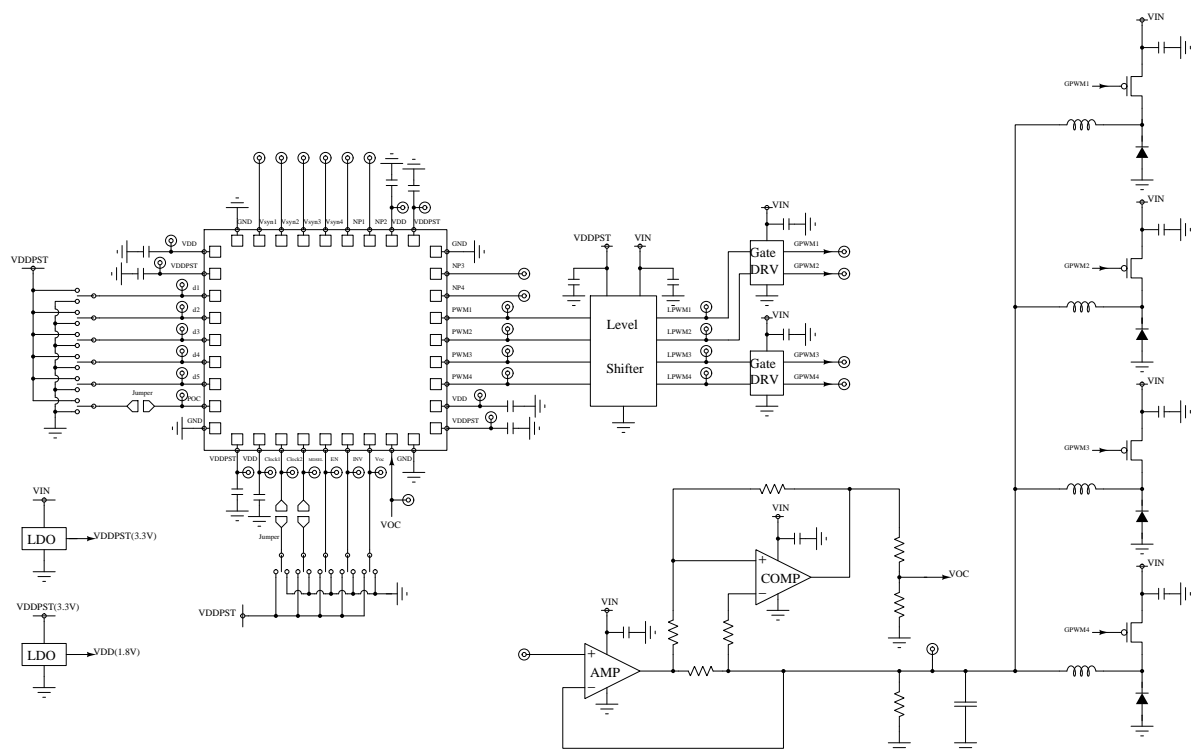 VIN
GPWM1
VIN
GPWM2
VIN
GPWM3
VIN
GPWM4
GND
Vsyn1
Vsyn2
Vsyn3
Vsyn4
NP1
NP2
VDD
VDDPST
VDD
VDDPST
VDDPST
d1
d2
d3
d4
d5
Jumper
POC
GND
GND
NP3
NP4
PWM1
PWM2
PWM3
PWM4
VDD
VDDPST
VDDPST
VDD
Clock1
Clock2
EN
INV
Voc
GND
Jumper
VOC
VDDPST
VDDPST
VIN
Level
Shifter
LPWM1
LPWM2
LPWM3
LPWM4
VIN
Gate
DRV
GPWM1
GPWM2
VIN
Gate
DRV
GPWM3
GPWM4
VIN
LDO
VDDPST(3.3V)
VDDPST(3.3V)
LDO
VDD(1.8V)
VIN
+
COMP
−
VOC
VIN
+
AMP
−